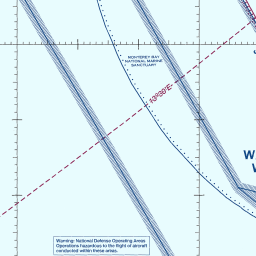 MONTEREY BAY
NATIONAL MARINE
SANCTUARY
13°30'E
W
Warning: National Defense Operating Areas
Operations hazardous to the flight of aircraft
conducted within these areas.